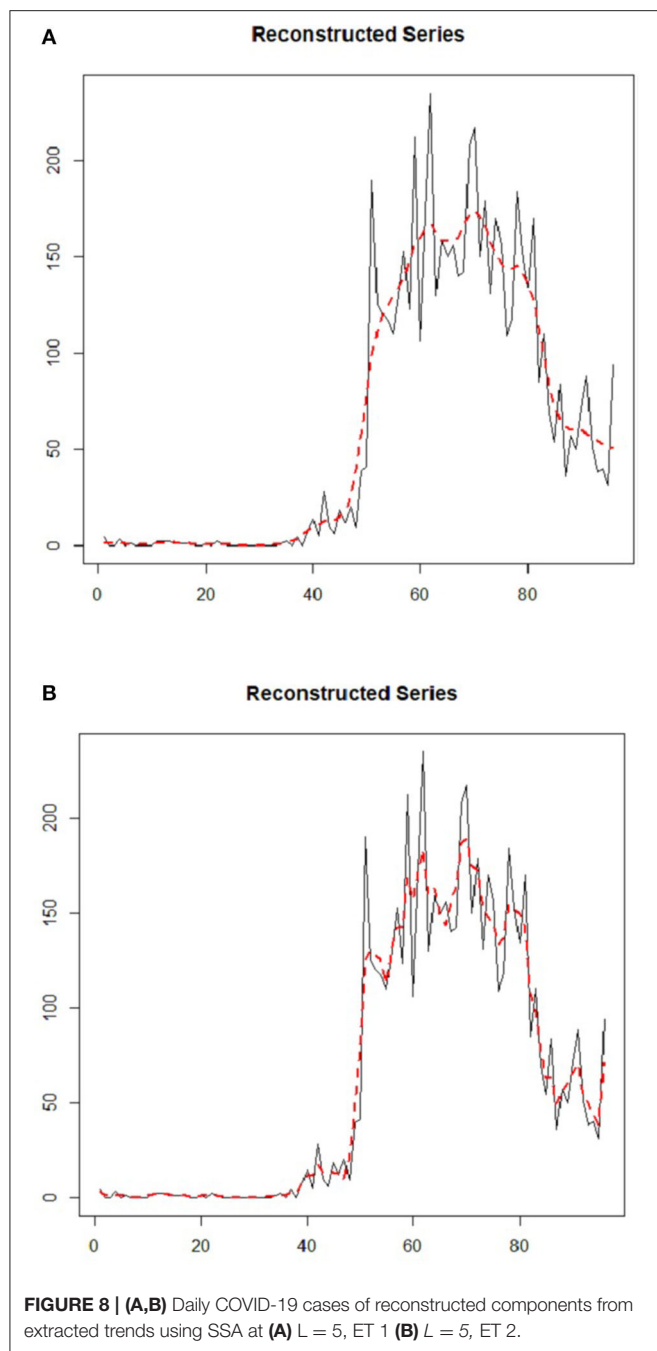 A
Reconstructed Series
200
150
100
50
0
0 20 40 60 80
B
Reconstructed Series
200
150
100
50
0
0 20 40 60 80
FIGURE 8 | (A,B) Daily COVID-19 cases of reconstructed components from
extracted trends using SSA at (A) L = 5, ET 1 (B) L = 5, ET 2.